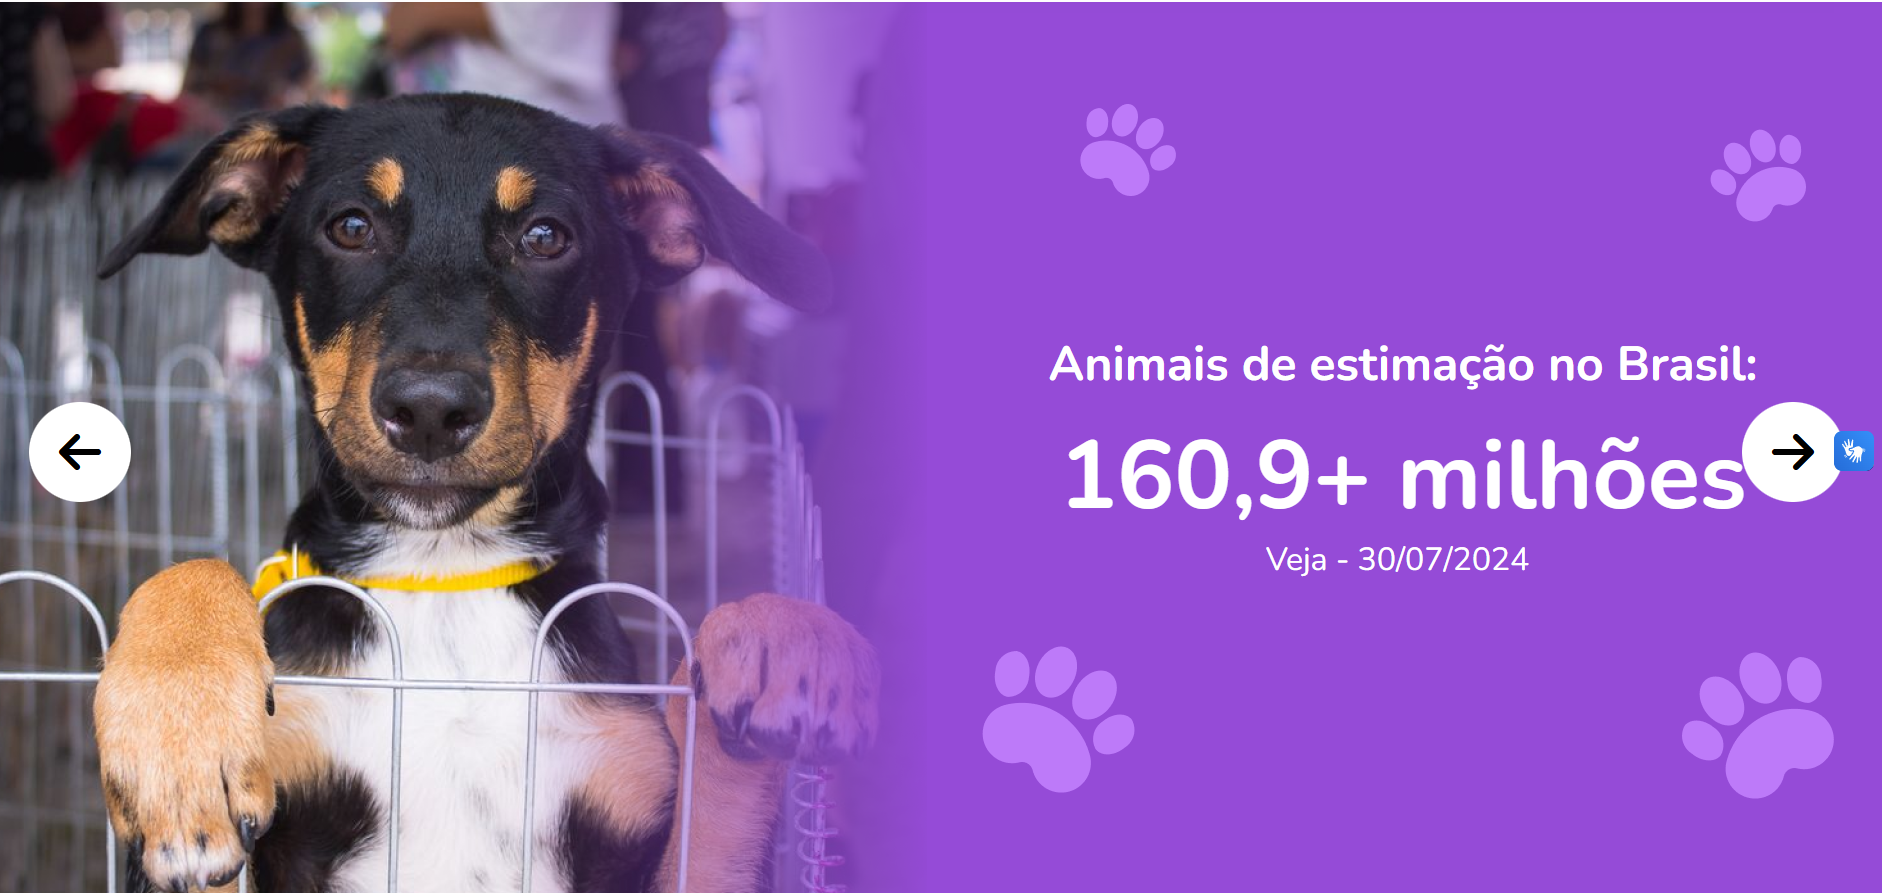 Animais de estimação no Brasil:
160,9+ milhões
Veja - 30/07/2024